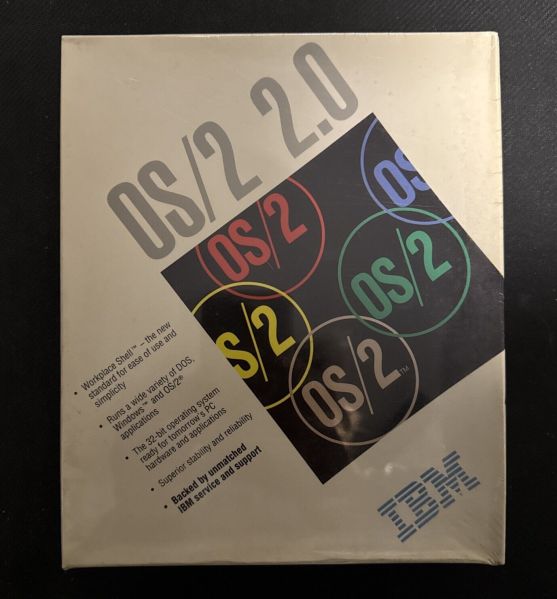 OS/2 2.0
OS/2
OS/2
OS/2
S/2
OS/2™
• Workplace Shell™ – the new
standard for ease of use and
simplicity
• Runs a wide variety of DOS,
Windows™ and OS/2®
applications
• The 32-bit operating system
ready for tomorrow's PC
hardware and applications
• Superior stability and reliability
• Backed by unmatched
IBM service and support
IBM